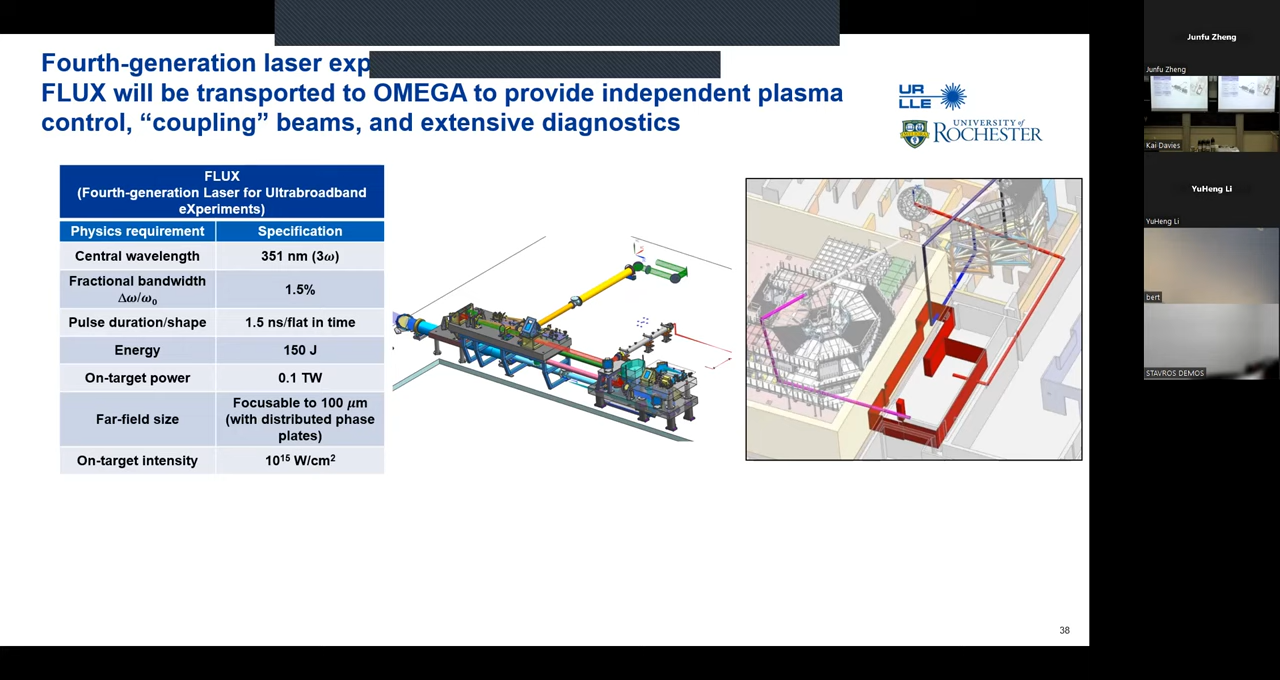 Fourth-generation laser exp
FLUX will be transported to OMEGA to provide independent plasma
control, “coupling” beams, and extensive diagnostics
UR
LLE
UNIVERSITY of
ROCHESTER
FLUX
(Fourth-generation Laser for Ultrabroadband
eXperiments)
Physics requirement Specification
Central wavelength 351 nm (3ω)
Fractional bandwidth
Δω/ω₀ 1.5%
Pulse duration/shape 1.5 ns/flat in time
Energy 150 J
On-target power 0.1 TW
Far-field size Focusable to 100 μm
(with distributed phase
plates)
On-target intensity 10¹⁵ W/cm²
38
Junfu Zheng
Junfu Zheng
Kai Davies
YuHeng Li
YuHeng Li
bert
STAVROS DEMOS